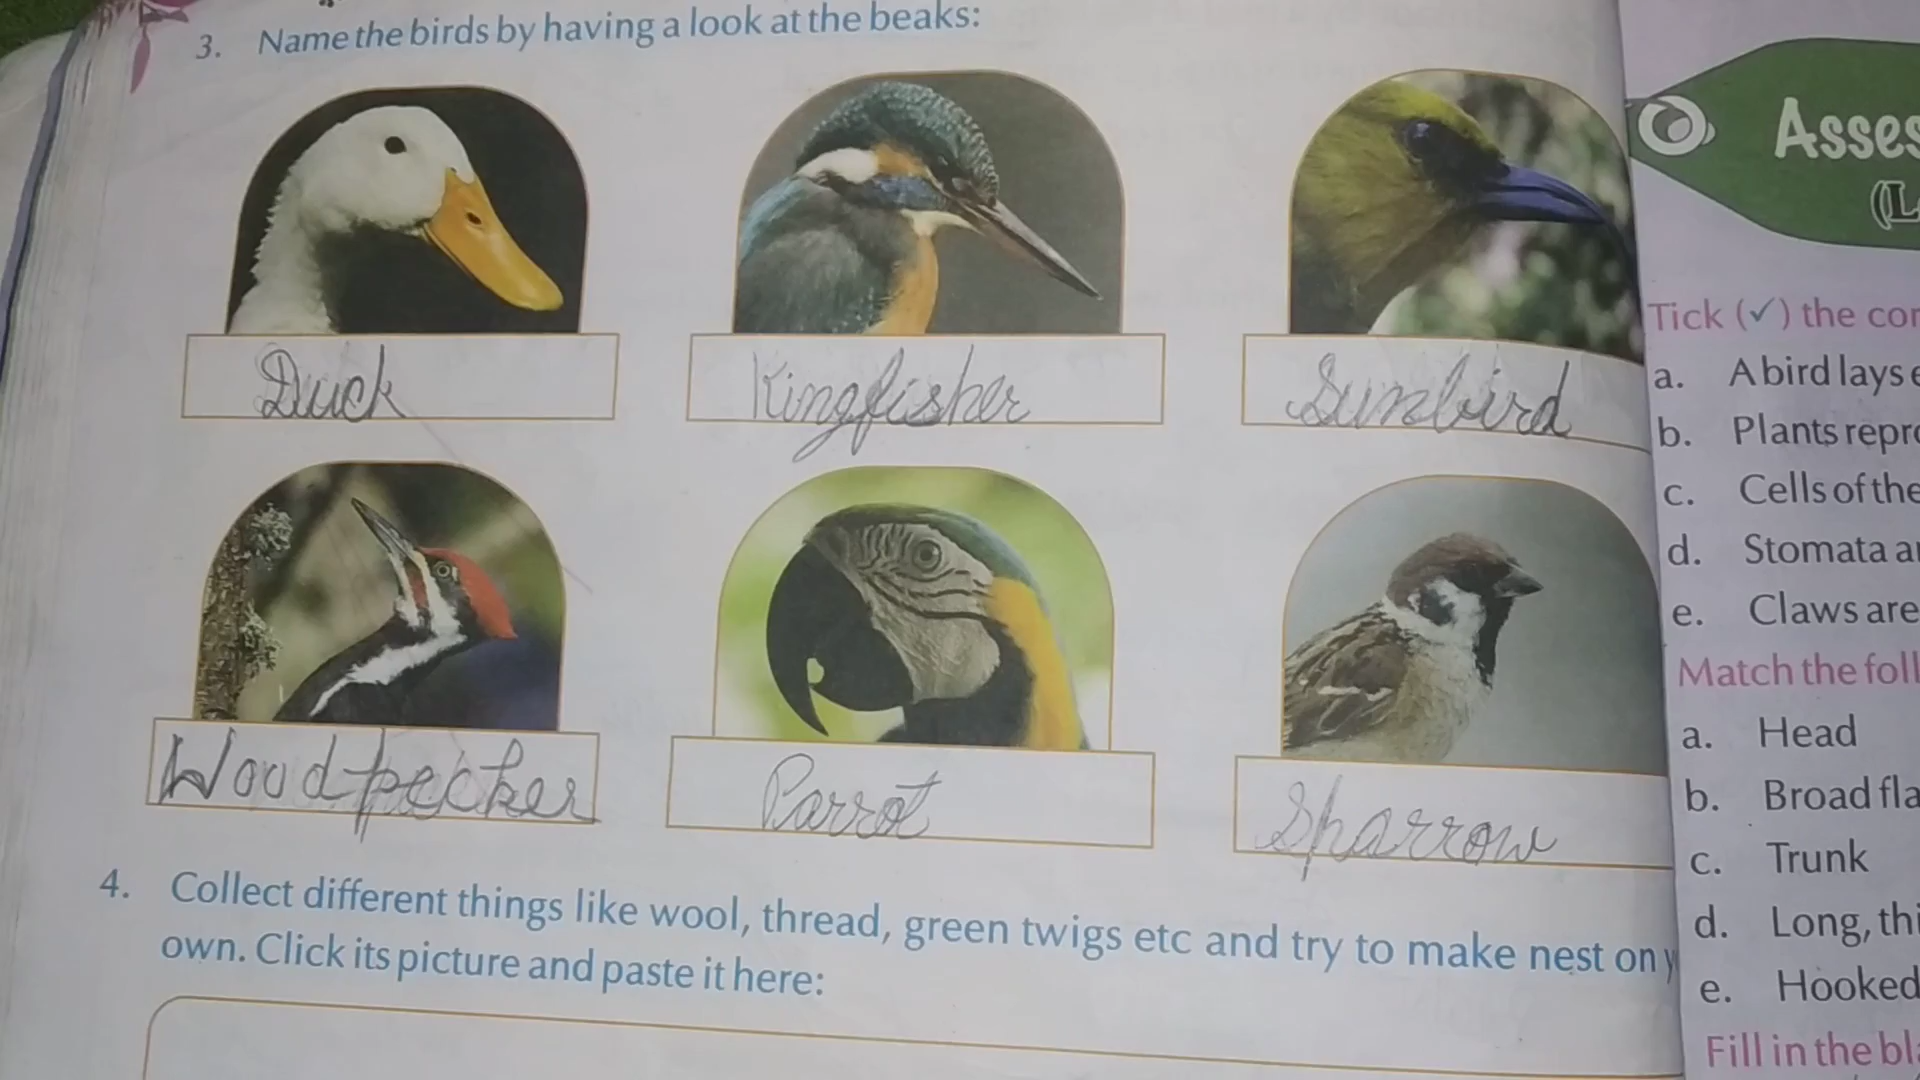 3. Name the birds by having a look at the beaks:
Duck
Kingfisher
Sunbird
Woodpecker
Parrot
Sparrow
4. Collect different things like wool, thread, green twigs etc and try to make nest on
own. Click its picture and paste it here:
Asses
(L
Tick (✓) the cor
a. A bird lays e
b. Plants repro
c. Cells of the
d. Stomata ar
e. Claws are
Match the foll
a. Head
b. Broad fla
c. Trunk
d. Long, thi
e. Hooked
Fill in the bla